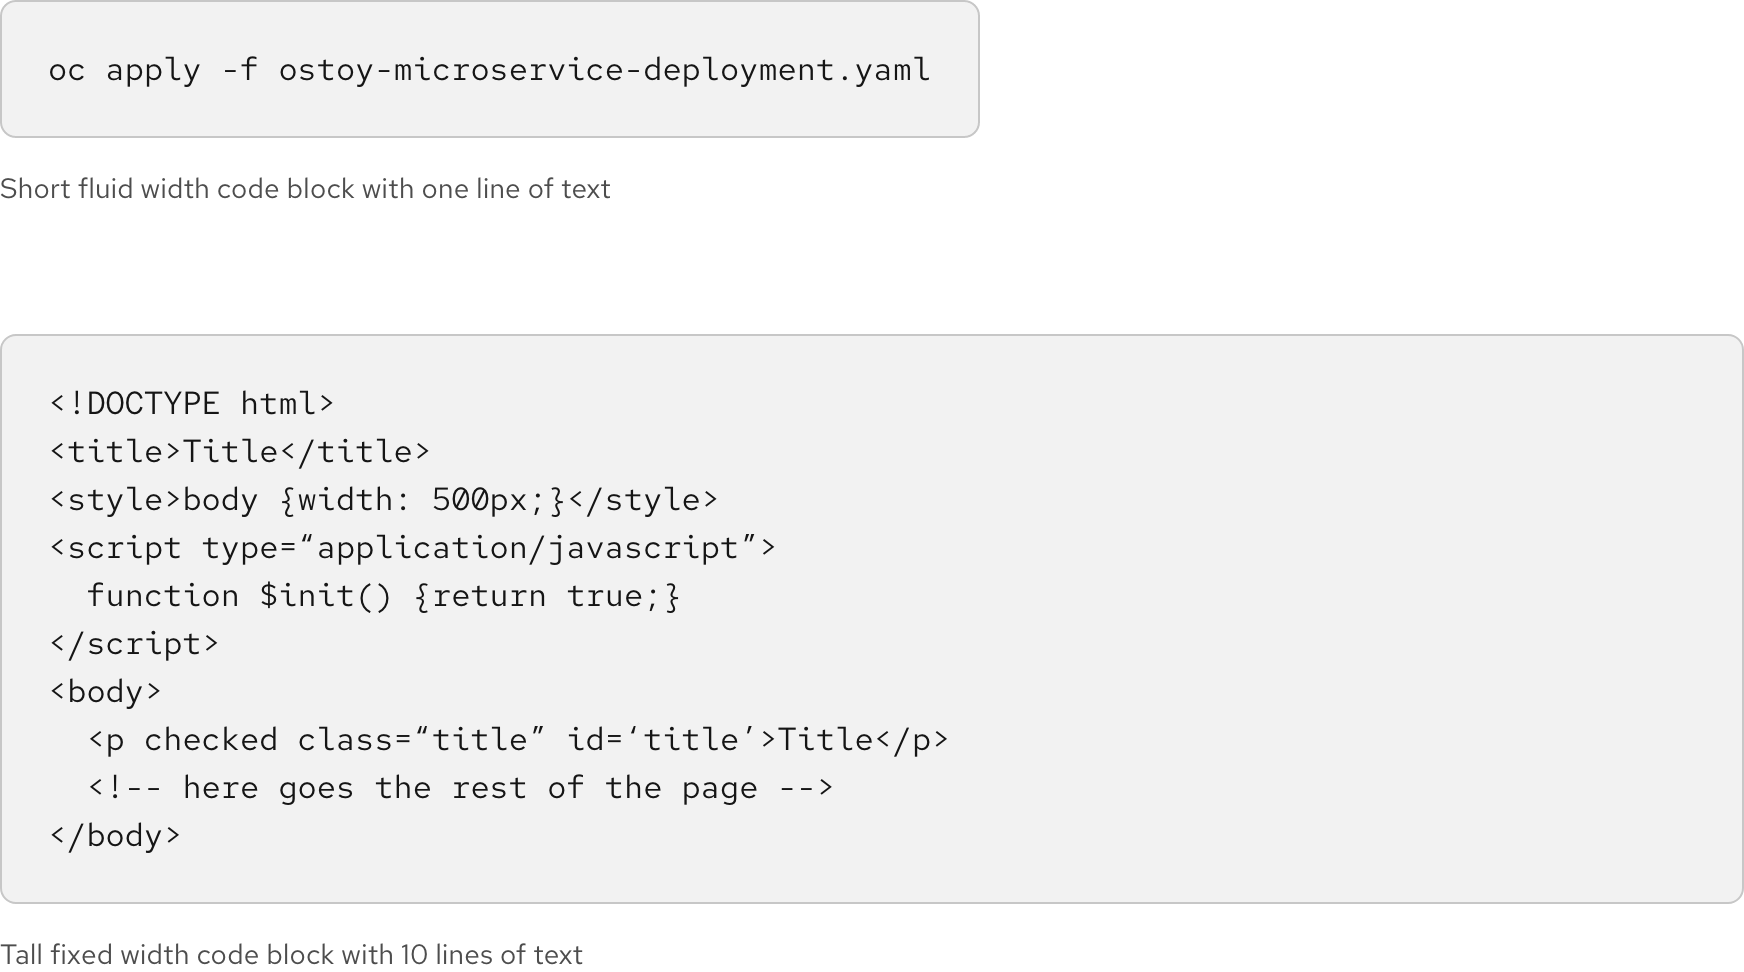 oc apply -f ostoy-microservice-deployment.yaml
Short fluid width code block with one line of text
<!DOCTYPE html>
<title>Title</title>
<style>body {width: 500px;}</style>
<script type=“application/javascript”>
  function $init() {return true;}
</script>
<body>
  <p checked class=“title” id=‘title’>Title</p>
  <!-- here goes the rest of the page -->
</body>
Tall fixed width code block with 10 lines of text